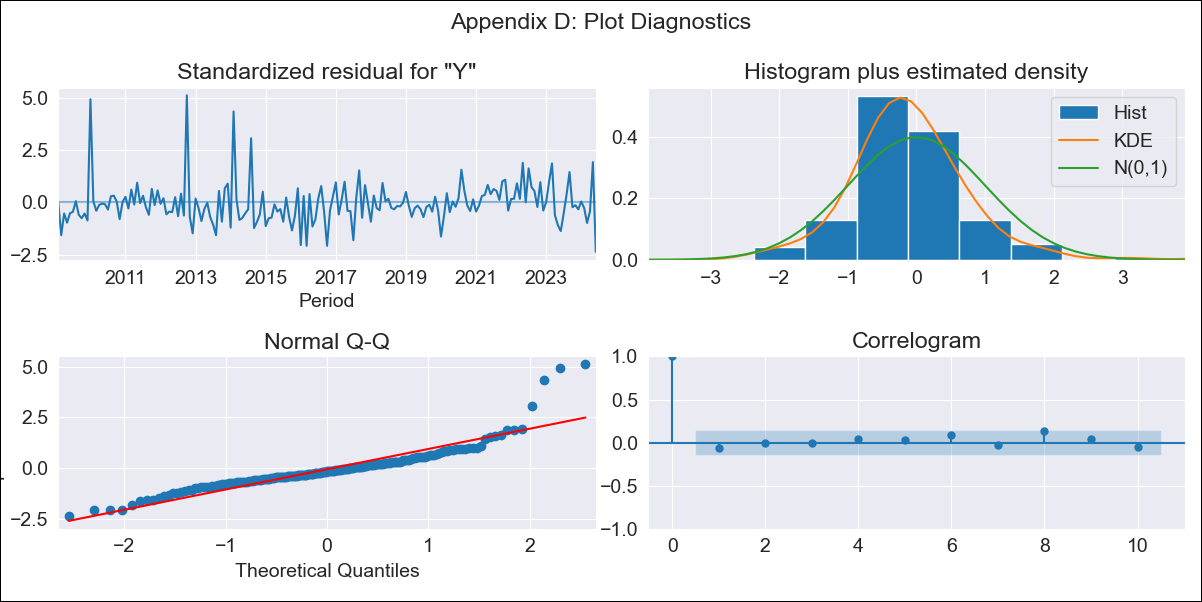 Appendix D: Plot Diagnostics
Standardized residual for "Y"
5.0
2.5
0.0
−2.5
2011 2013 2015 2017 2019 2021 2023
Period
Histogram plus estimated density
Hist
KDE
N(0,1)
0.4
0.2
0.0
−3 −2 −1 0 1 2 3
Normal Q-Q
5.0
2.5
0.0
−2.5
−2 −1 0 1 2
Theoretical Quantiles
Correlogram
1.0
0.5
0.0
−0.5
−1.0
0 2 4 6 8 10